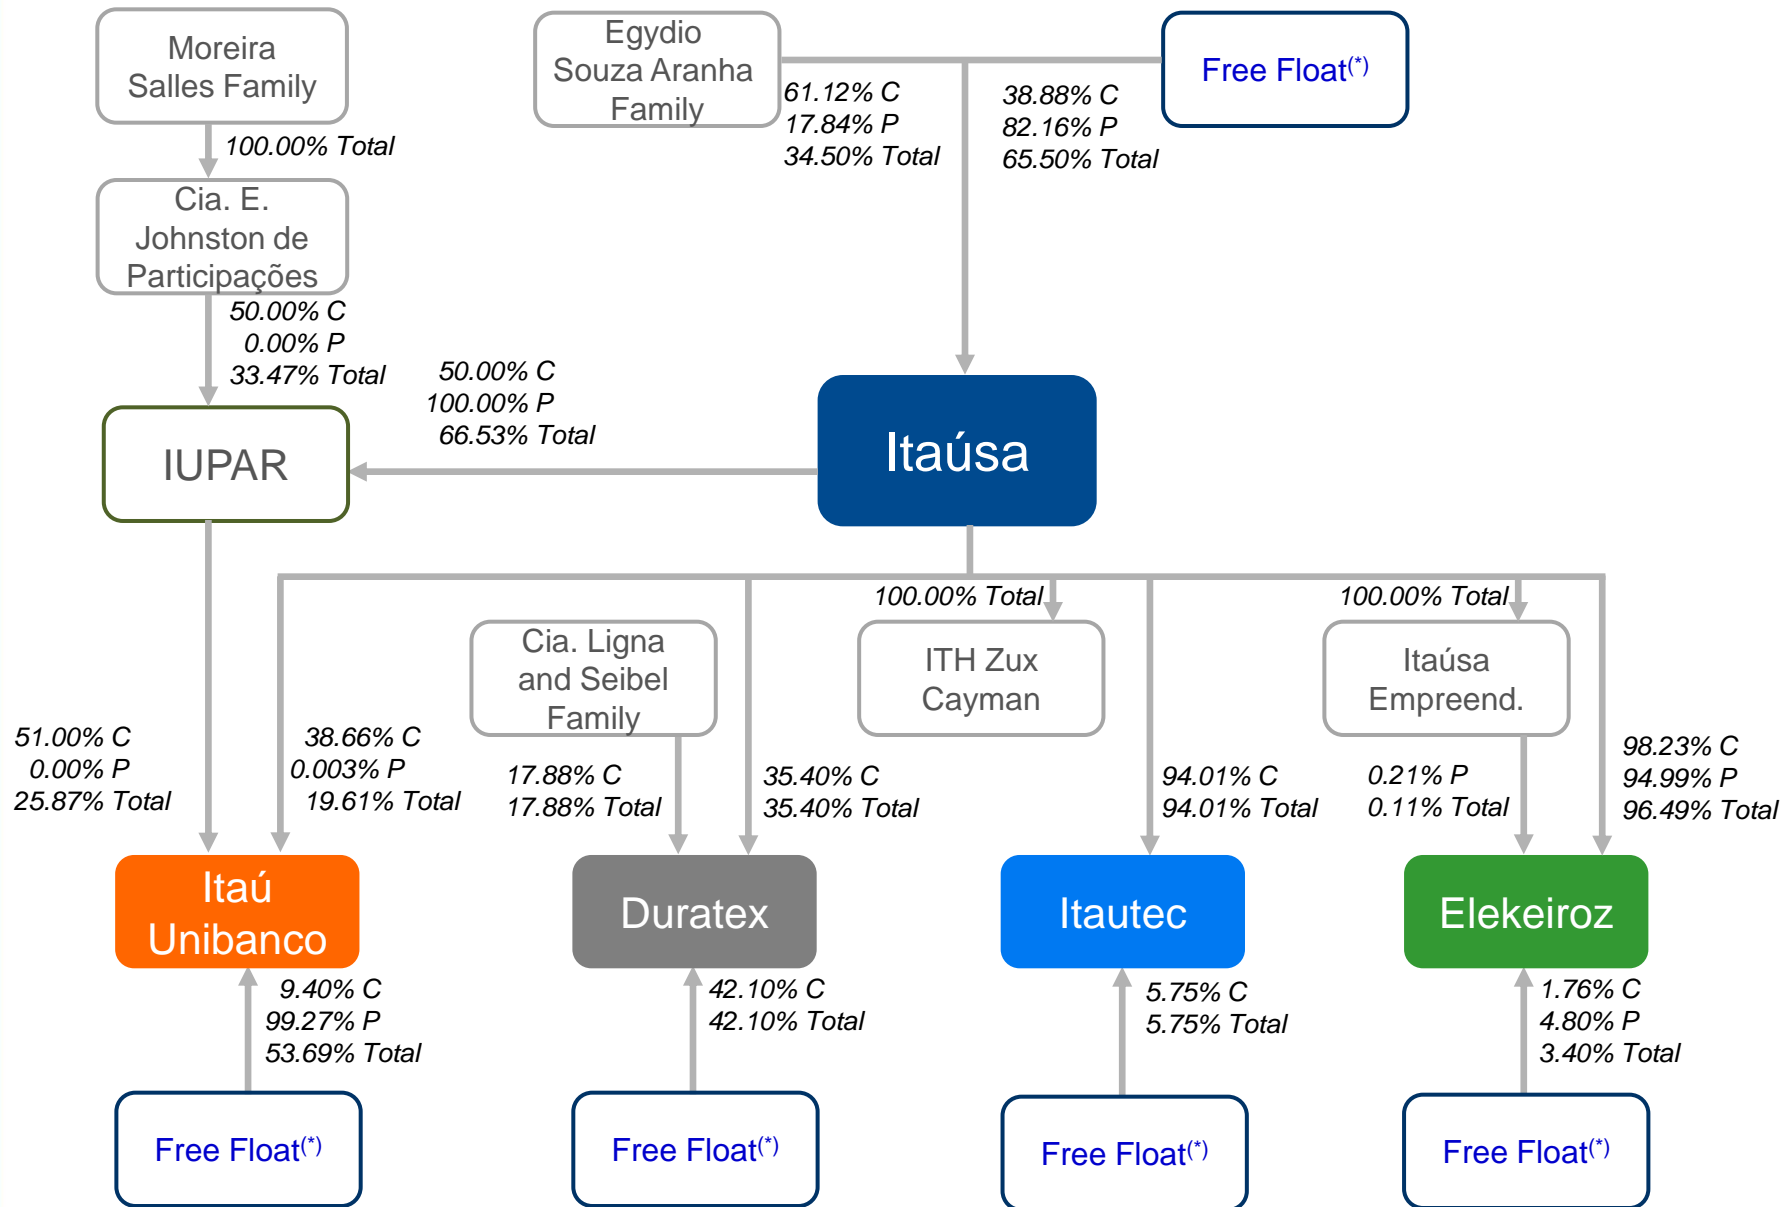 Moreira
Salles Family
Egydio
Souza Aranha
Family
Free Float(*)
61.12% C
17.84% P
34.50% Total
38.88% C
82.16% P
65.50% Total
100.00% Total
Cia. E.
Johnston de
Participações
50.00% C
0.00% P
33.47% Total
50.00% C
100.00% P
66.53% Total
IUPAR
Itaúsa
100.00% Total
100.00% Total
Cia. Ligna
and Seibel
Family
ITH Zux
Cayman
Itaúsa
Empreend.
51.00% C
0.00% P
25.87% Total
38.66% C
0.003% P
19.61% Total
17.88% C
17.88% Total
35.40% C
35.40% Total
94.01% C
94.01% Total
0.21% P
0.11% Total
98.23% C
94.99% P
96.49% Total
Itaú
Unibanco
Duratex
Itautec
Elekeiroz
9.40% C
99.27% P
53.69% Total
42.10% C
42.10% Total
5.75% C
5.75% Total
1.76% C
4.80% P
3.40% Total
Free Float(*)
Free Float(*)
Free Float(*)
Free Float(*)